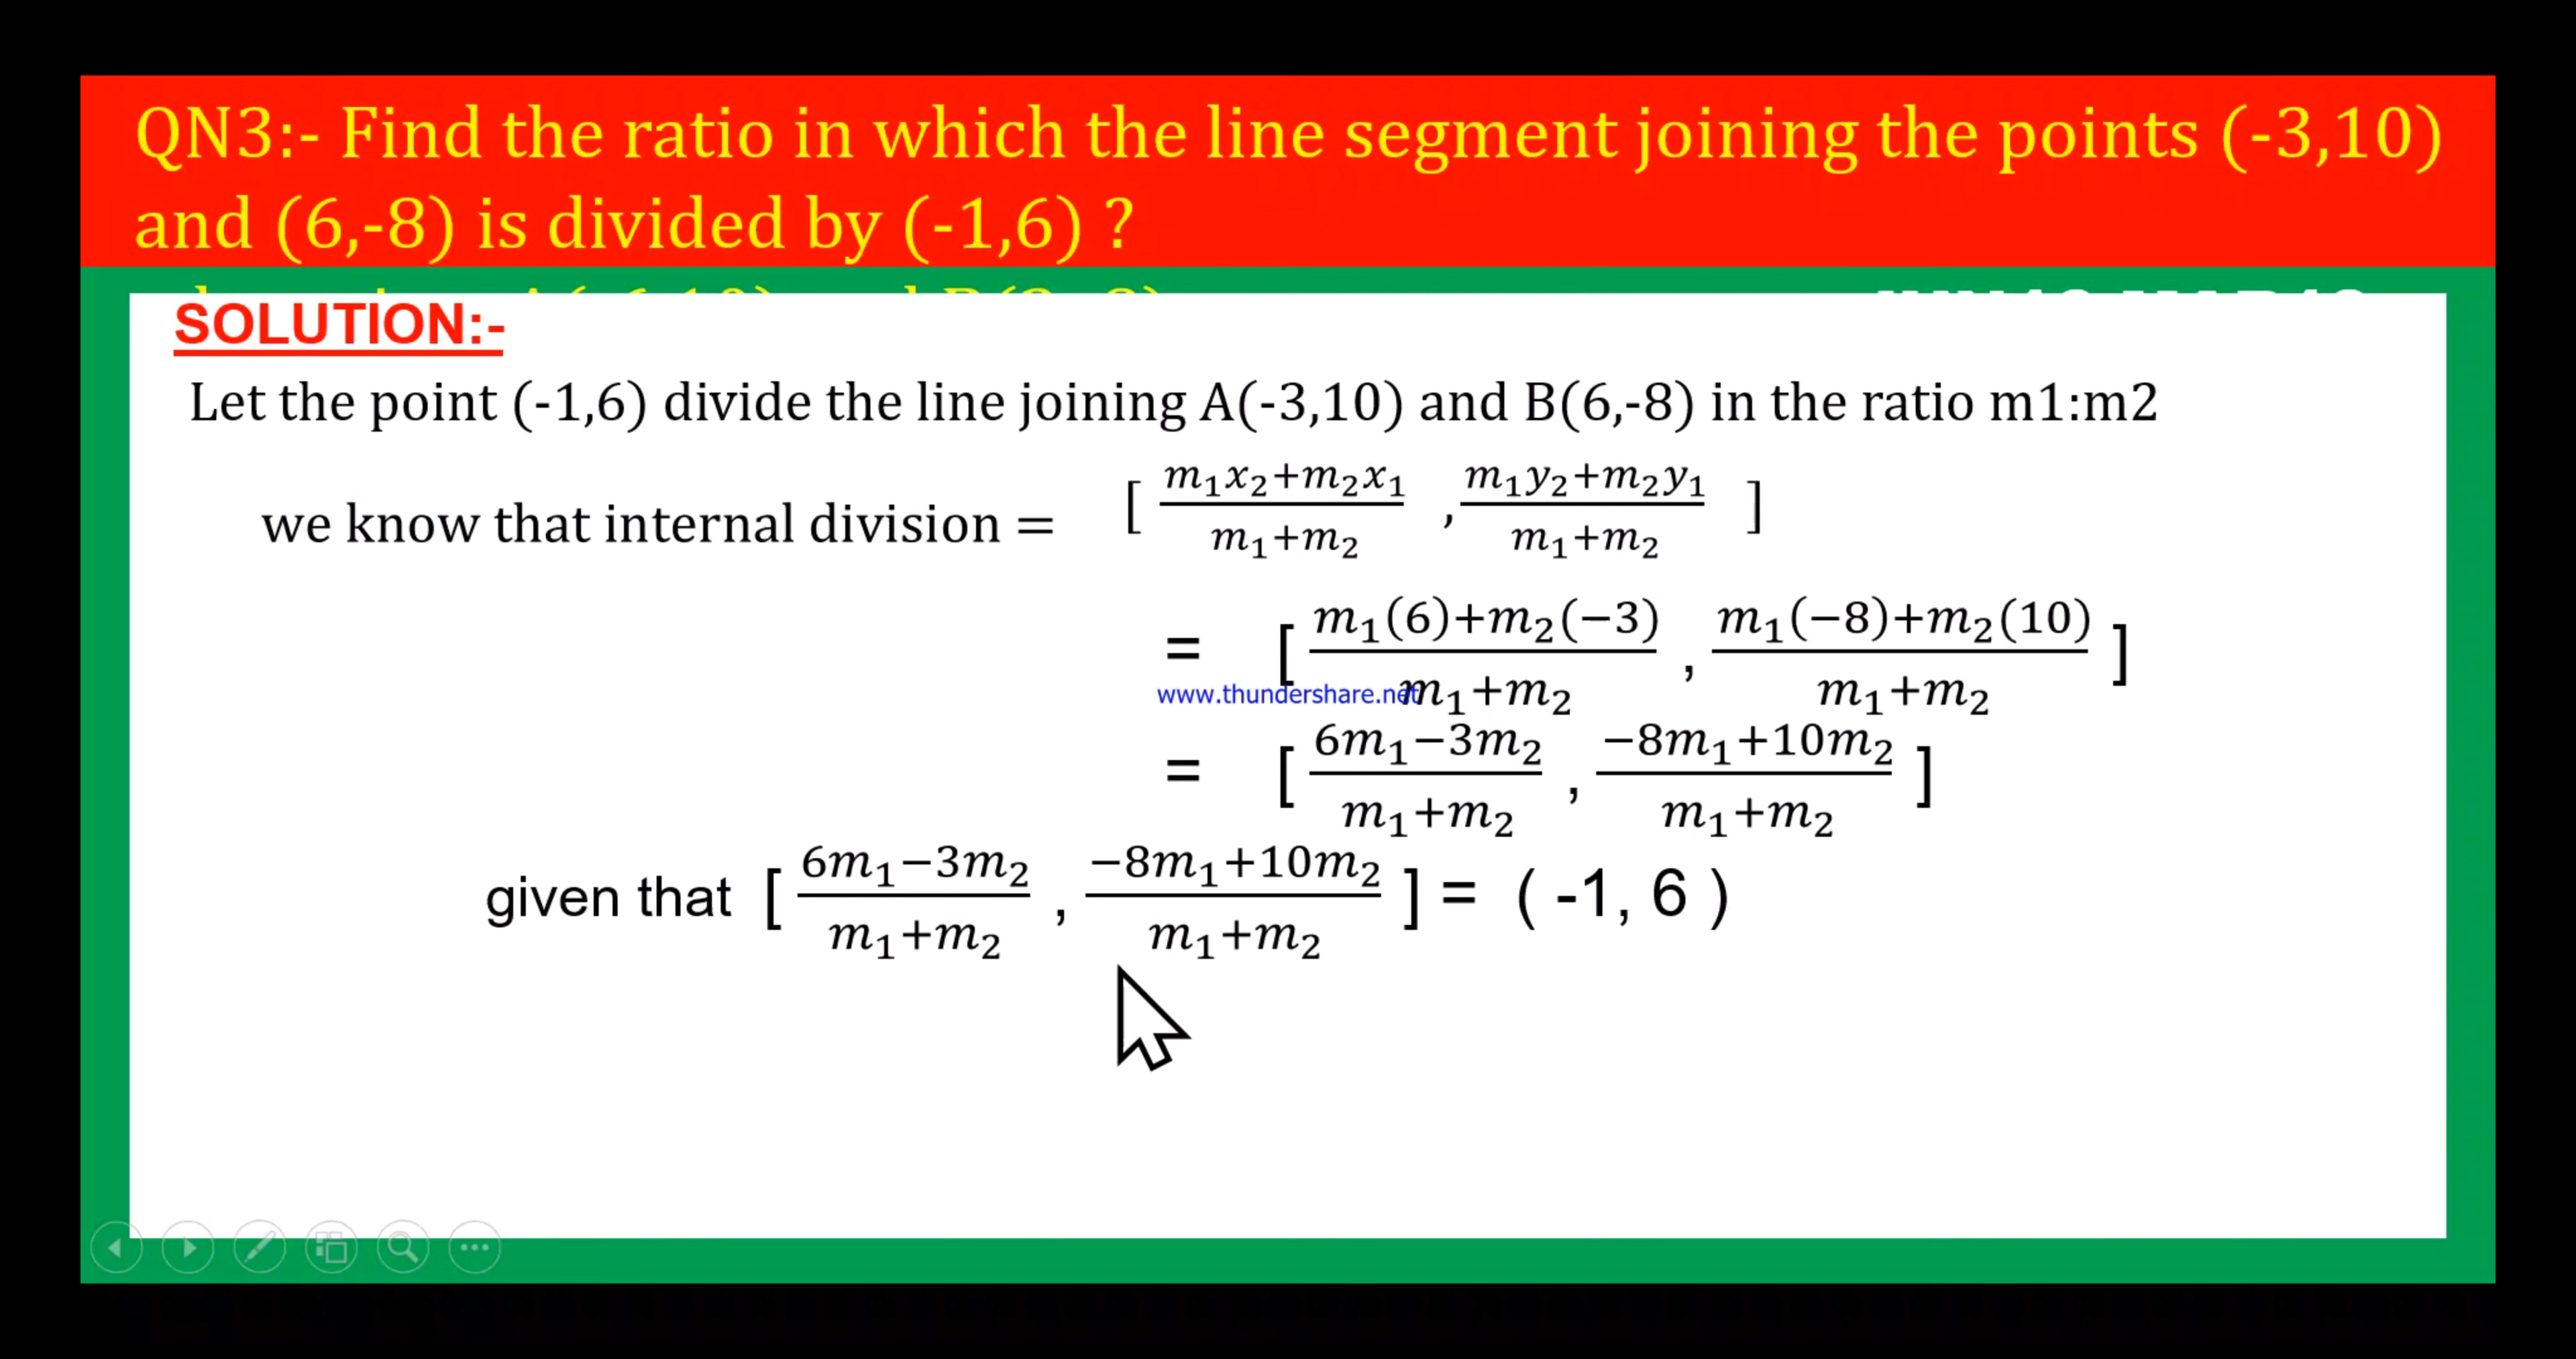 QN3:- Find the ratio in which the line segment joining the points (-3,10)
and (6,-8) is divided by (-1,6) ?
SOLUTION:-
Let the point (-1,6) divide the line joining A(-3,10) and B(6,-8) in the ratio m1:m2
we know that internal division = [ (m₁x₂+m₂x₁)/(m₁+m₂) , (m₁y₂+m₂y₁)/(m₁+m₂) ]
= [ (m₁(6)+m₂(−3))/(m₁+m₂) , (m₁(−8)+m₂(10))/(m₁+m₂) ]
www.thundershare.net
= [ (6m₁−3m₂)/(m₁+m₂) , (−8m₁+10m₂)/(m₁+m₂) ]
given that [ (6m₁−3m₂)/(m₁+m₂) , (−8m₁+10m₂)/(m₁+m₂) ] = ( -1, 6 )